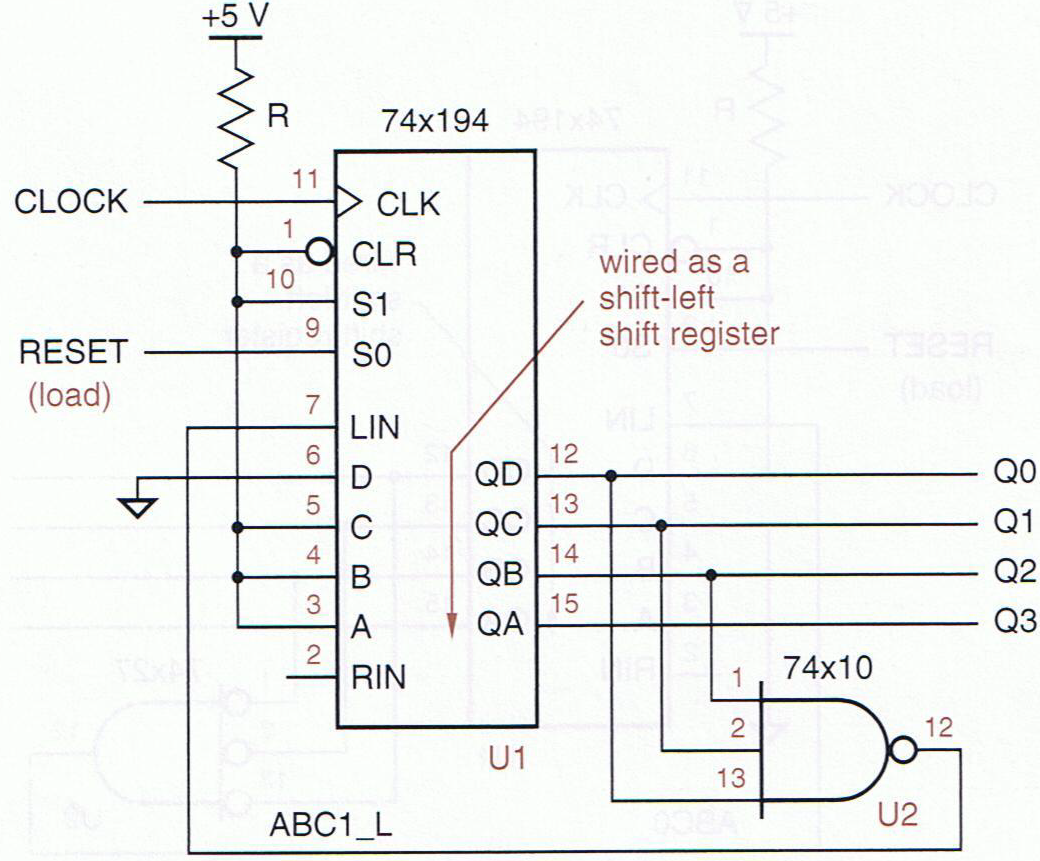 +5 V
R
74x194
11
CLOCK
CLK
1
CLR
10
S1
wired as a
shift-left
shift register
9
RESET
S0
(load)
7
LIN
6
D
QD
12
Q0
5
C
QC
13
Q1
4
B
QB
14
Q2
3
A
QA
15
Q3
2
RIN
74x10
1
2
12
13
U1
U2
ABC1_L